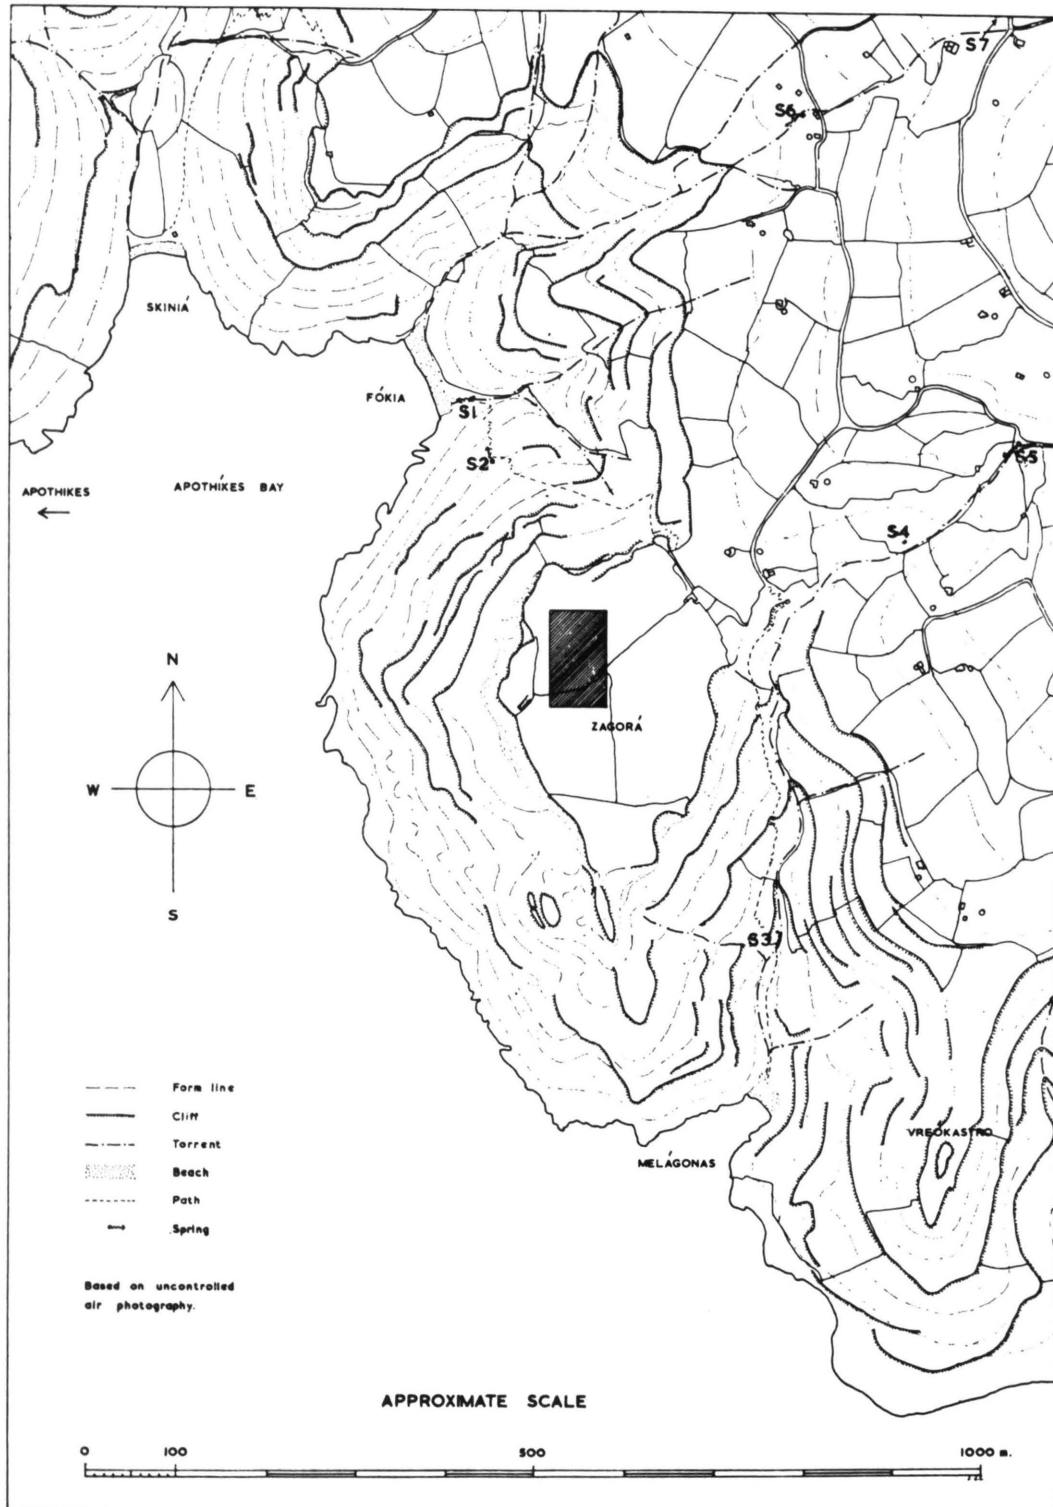 S7
S6
SKINIÁ
FÓKIA
S1
S2
S5
APOTHIKES
APOTHÍKES BAY
S4
N
ZAGORÁ
W
E
S
S3
Form line
Cliff
Torrent
VREÓKASTRO
Beach
MELÁGONAS
Path
Spring
Based on uncontrolled
air photography.
APPROXIMATE SCALE
0 100 500 1000 m.